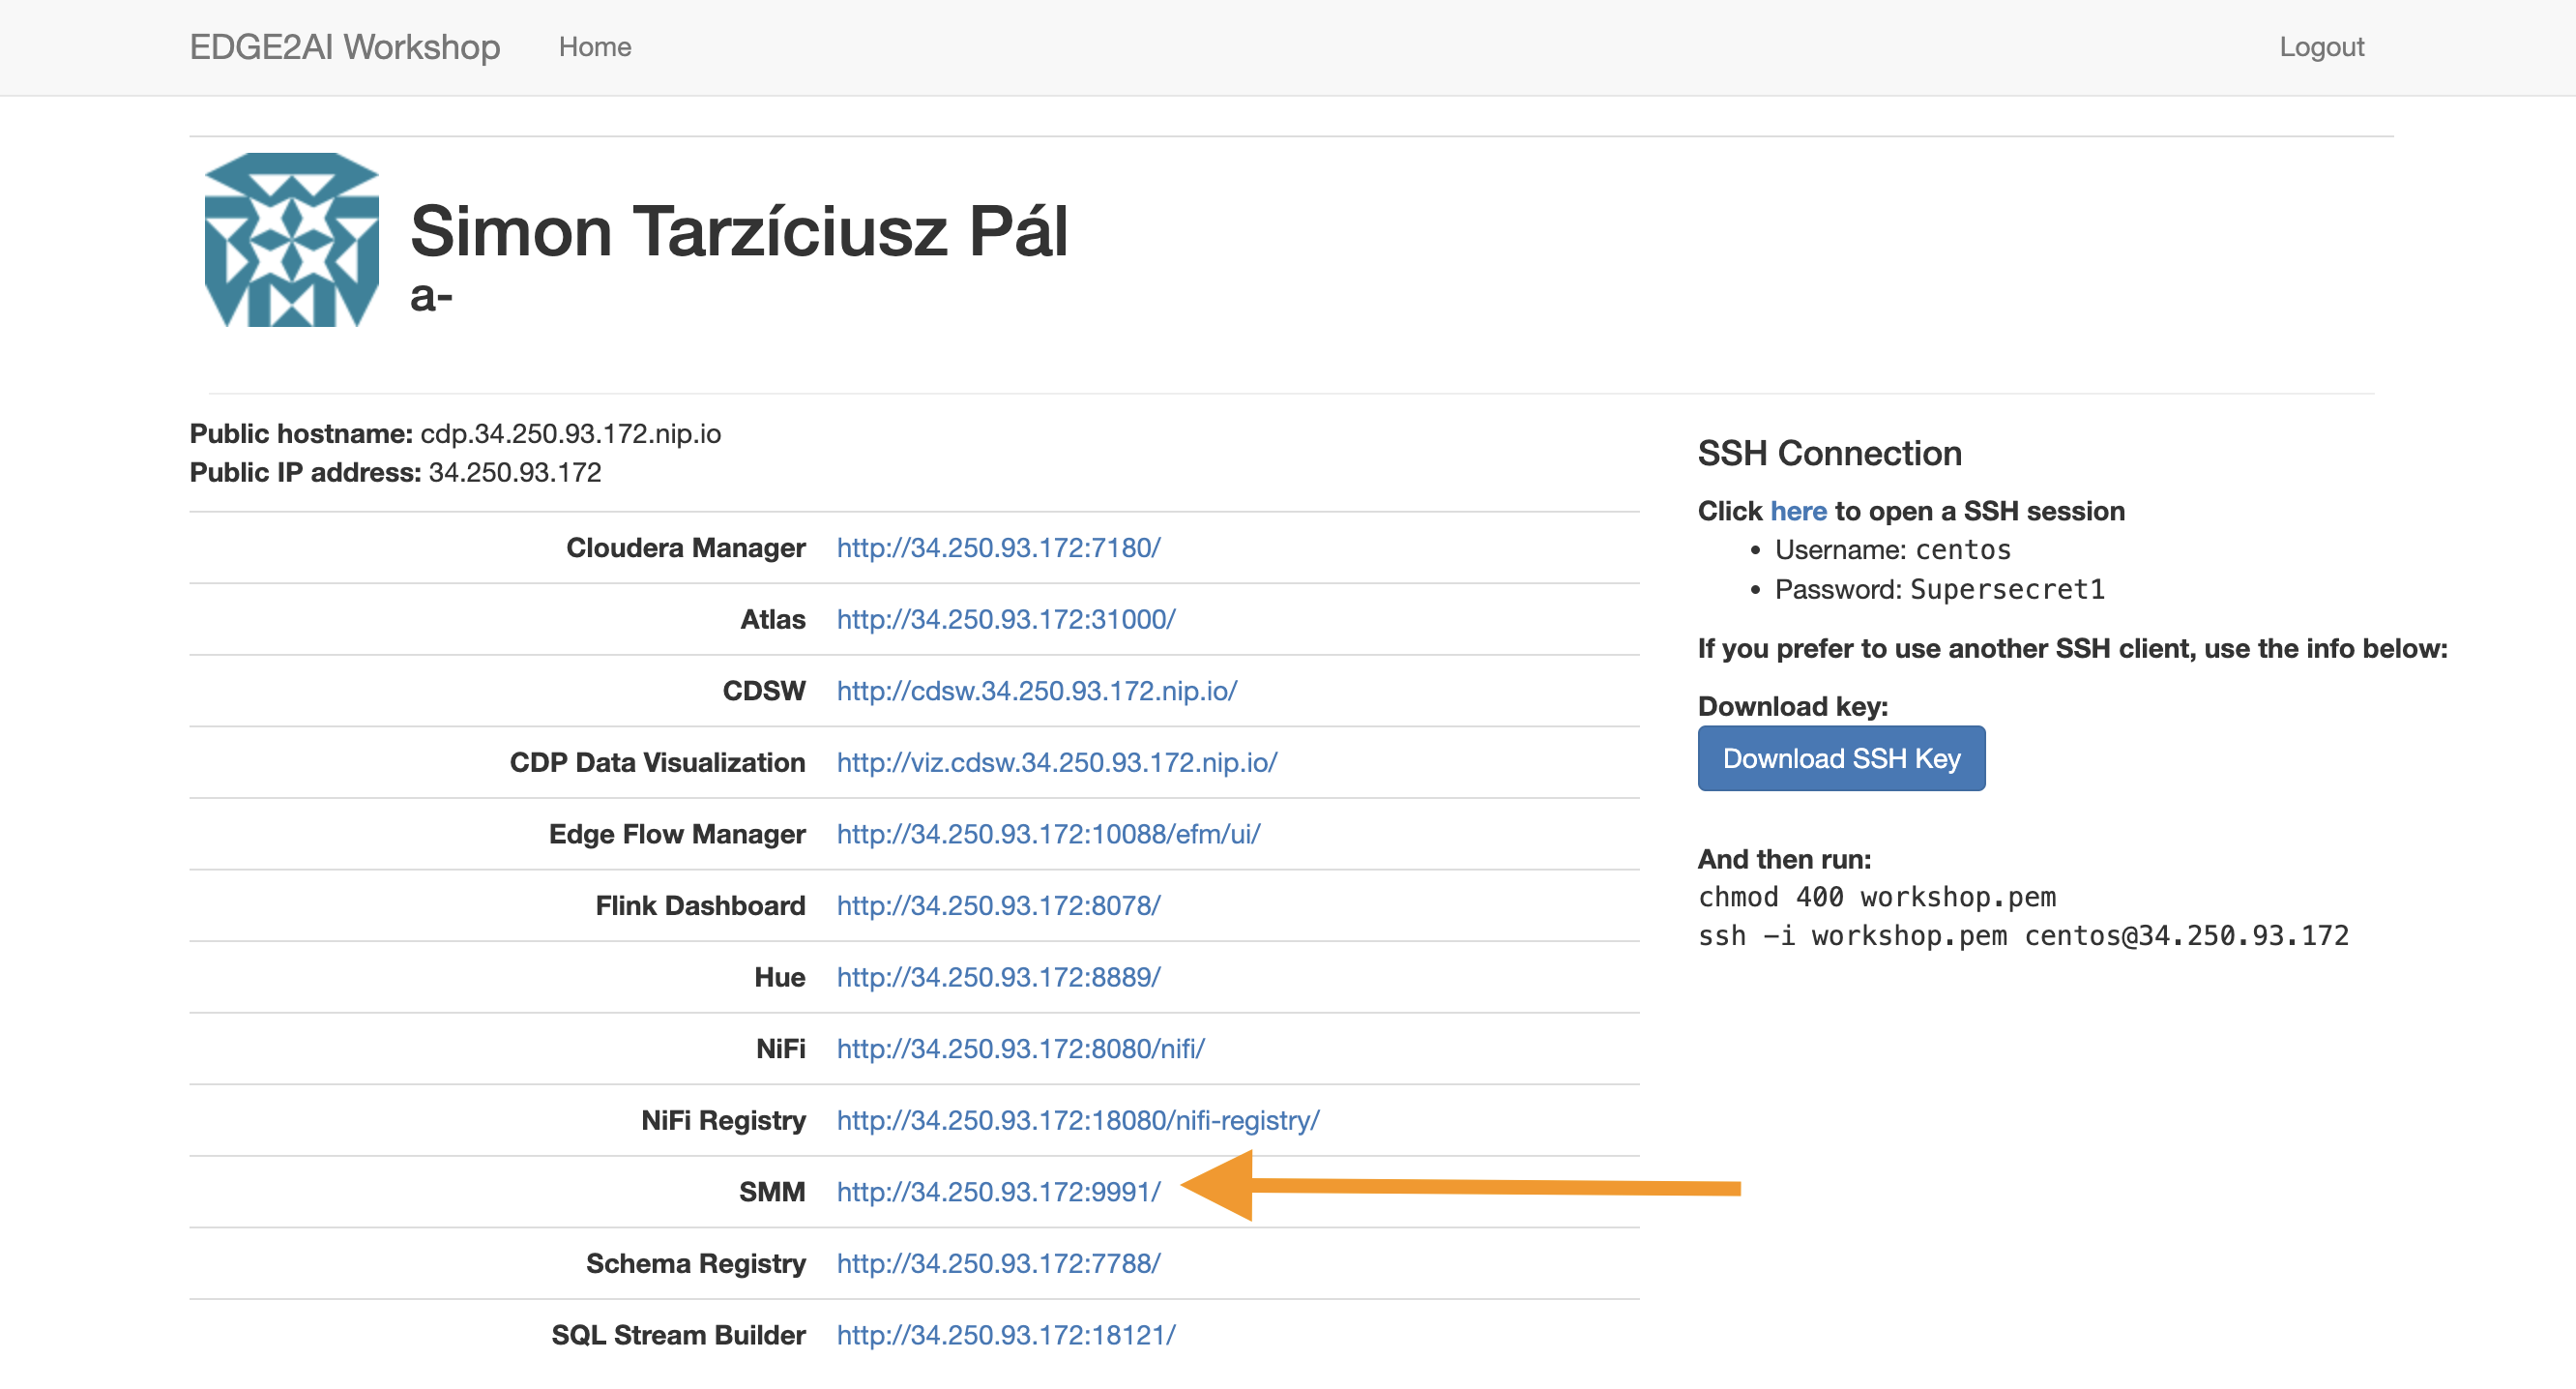 EDGE2AI Workshop Home Logout
Simon Tarzíciusz Pál
a-
Public hostname: cdp.34.250.93.172.nip.io
Public IP address: 34.250.93.172
Cloudera Manager http://34.250.93.172:7180/
Atlas http://34.250.93.172:31000/
CDSW http://cdsw.34.250.93.172.nip.io/
CDP Data Visualization http://viz.cdsw.34.250.93.172.nip.io/
Edge Flow Manager http://34.250.93.172:10088/efm/ui/
Flink Dashboard http://34.250.93.172:8078/
Hue http://34.250.93.172:8889/
NiFi http://34.250.93.172:8080/nifi/
NiFi Registry http://34.250.93.172:18080/nifi-registry/
SMM http://34.250.93.172:9991/
Schema Registry http://34.250.93.172:7788/
SQL Stream Builder http://34.250.93.172:18121/
SSH Connection
Click here to open a SSH session
• Username: centos
• Password: Supersecret1
If you prefer to use another SSH client, use the info below:
Download key:
Download SSH Key
And then run:
chmod 400 workshop.pem
ssh -i workshop.pem centos@34.250.93.172